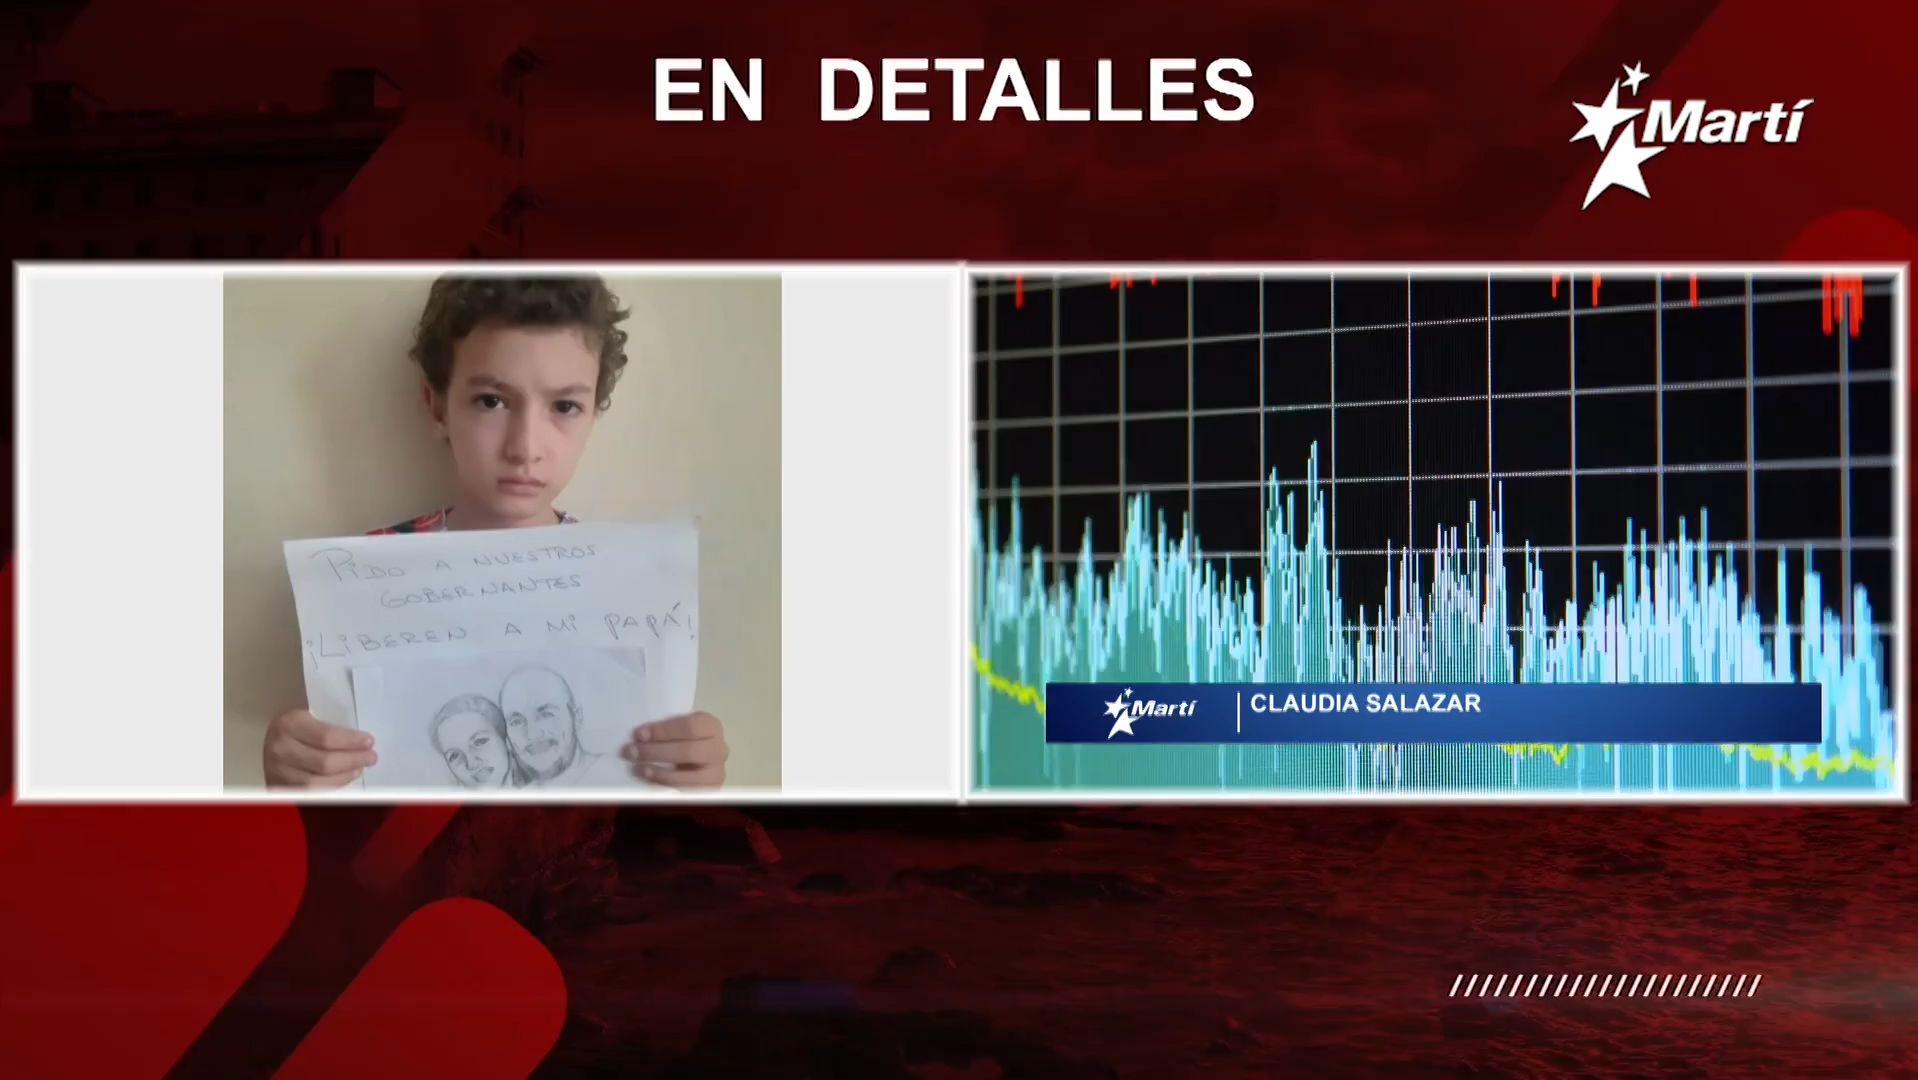 EN DETALLES
Martí
PIDO A NUESTROS
GOBERNANTES
¡LIBEREN A MI PAPÁ!
Martí
CLAUDIA SALAZAR